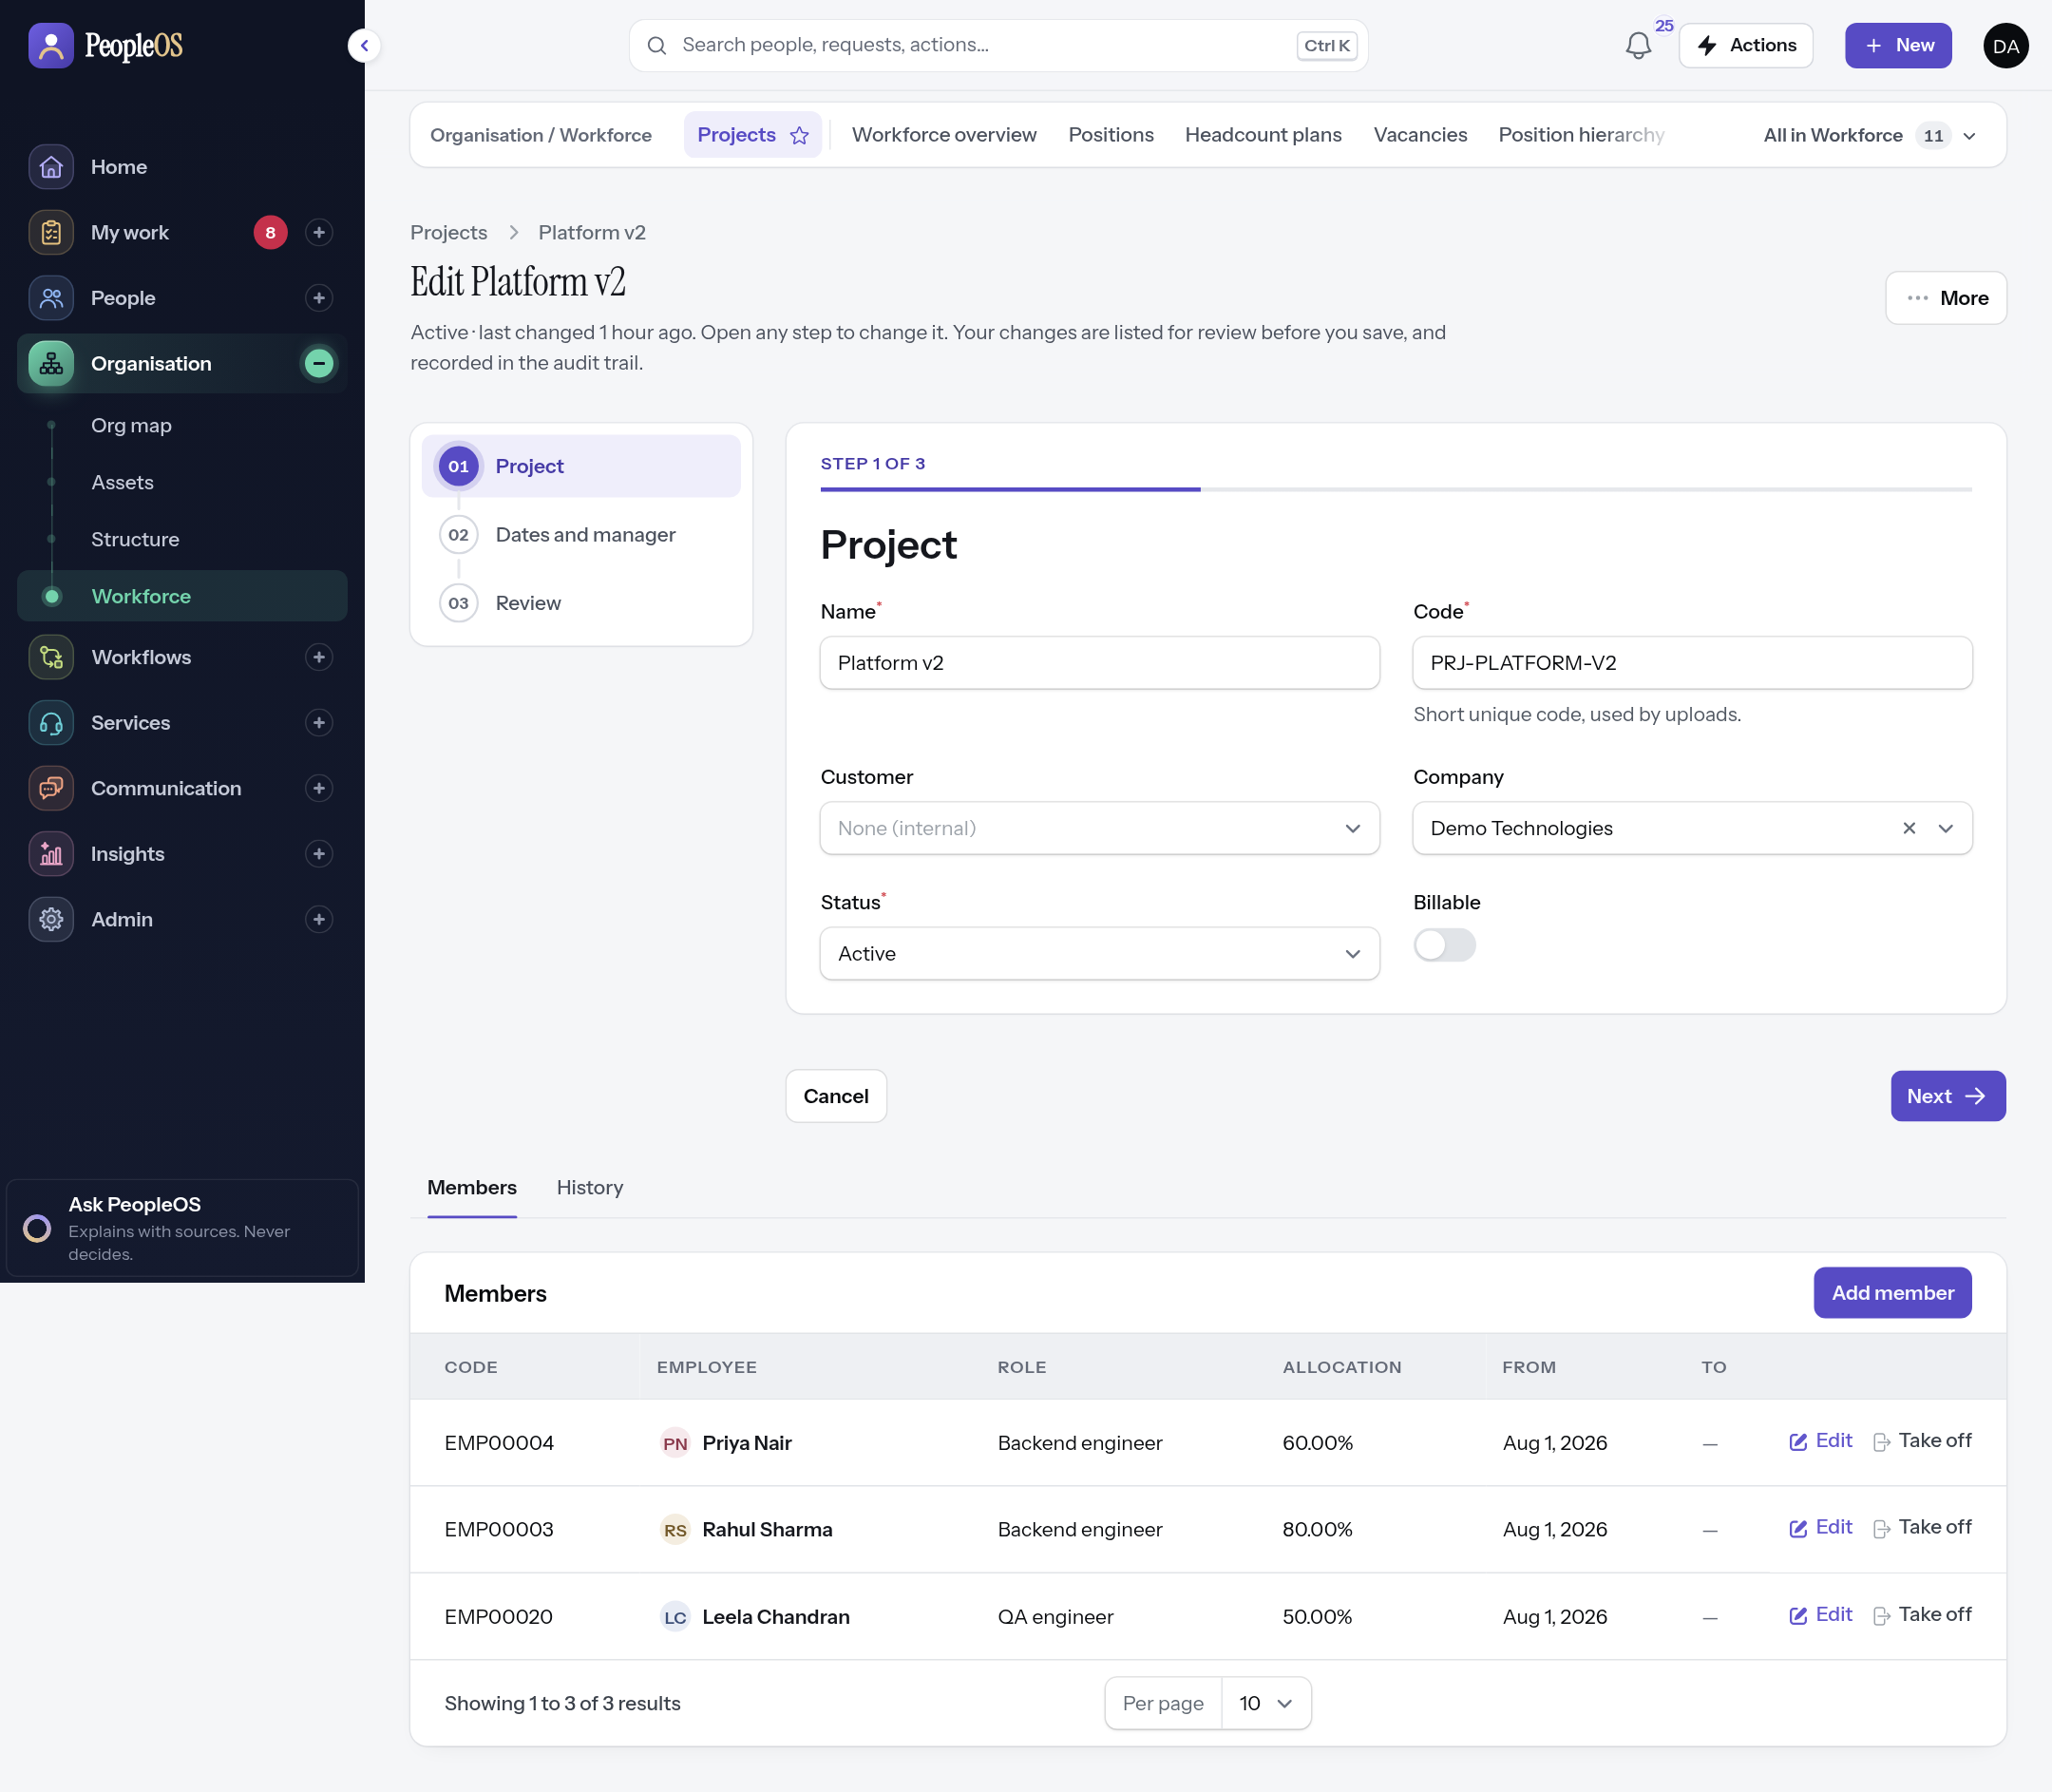 PeopleOS
Search people, requests, actions...
Ctrl K
25
Actions
New
DA
Home
My work
8
People
Organisation
Org map
Assets
Structure
Workforce
Workflows
Services
Communication
Insights
Admin
Ask PeopleOS
Explains with sources. Never
decides.
Organisation / Workforce
Projects
Workforce overview
Positions
Headcount plans
Vacancies
Position hierarchy
All in Workforce 11
Projects
Platform v2
Edit Platform v2
More
Active · last changed 1 hour ago. Open any step to change it. Your changes are listed for review before you save, and
recorded in the audit trail.
01 Project
02 Dates and manager
03 Review
STEP 1 OF 3
Project
Name*
Platform v2
Code*
PRJ-PLATFORM-V2
Short unique code, used by uploads.
Customer
None (internal)
Company
Demo Technologies
Status*
Active
Billable
Cancel
Next
Members
History
Members
Add member
CODE EMPLOYEE ROLE ALLOCATION FROM TO
EMP00004 PN Priya Nair Backend engineer 60.00% Aug 1, 2026 — Edit Take off
EMP00003 RS Rahul Sharma Backend engineer 80.00% Aug 1, 2026 — Edit Take off
EMP00020 LC Leela Chandran QA engineer 50.00% Aug 1, 2026 — Edit Take off
Showing 1 to 3 of 3 results
Per page 10